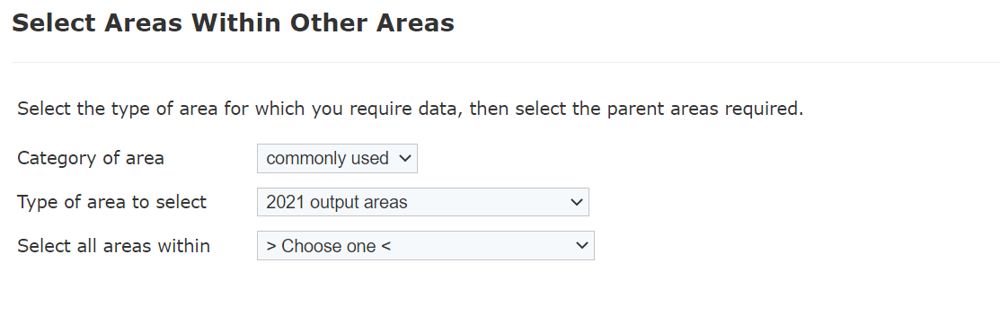 Select Areas Within Other Areas
Select the type of area for which you require data, then select the parent areas required.
Category of area commonly used
Type of area to select 2021 output areas
Select all areas within > Choose one <